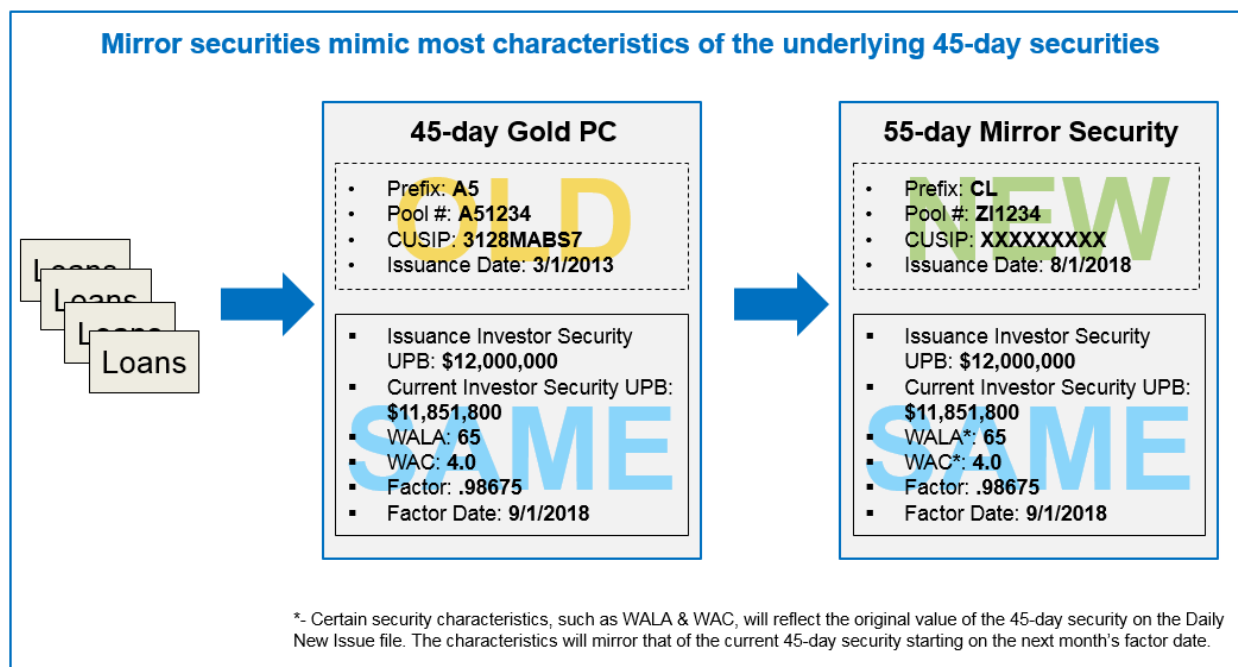 Mirror securities mimic most characteristics of the underlying 45-day securities
Loans
Loans
Loans
Loans
45-day Gold PC
OLD
• Prefix: A5
• Pool #: A51234
• CUSIP: 3128MABS7
• Issuance Date: 3/1/2013
SAME
▪ Issuance Investor Security
UPB: $12,000,000
▪ Current Investor Security UPB:
$11,851,800
▪ WALA: 65
▪ WAC: 4.0
▪ Factor: .98675
▪ Factor Date: 9/1/2018
55-day Mirror Security
NEW
• Prefix: CL
• Pool #: ZI1234
• CUSIP: XXXXXXXXX
• Issuance Date: 8/1/2018
SAME
▪ Issuance Investor Security
UPB: $12,000,000
▪ Current Investor Security UPB:
$11,851,800
▪ WALA*: 65
▪ WAC*: 4.0
▪ Factor: .98675
▪ Factor Date: 9/1/2018
*- Certain security characteristics, such as WALA & WAC, will reflect the original value of the 45-day security on the Daily
New Issue file. The characteristics will mirror that of the current 45-day security starting on the next month's factor date.